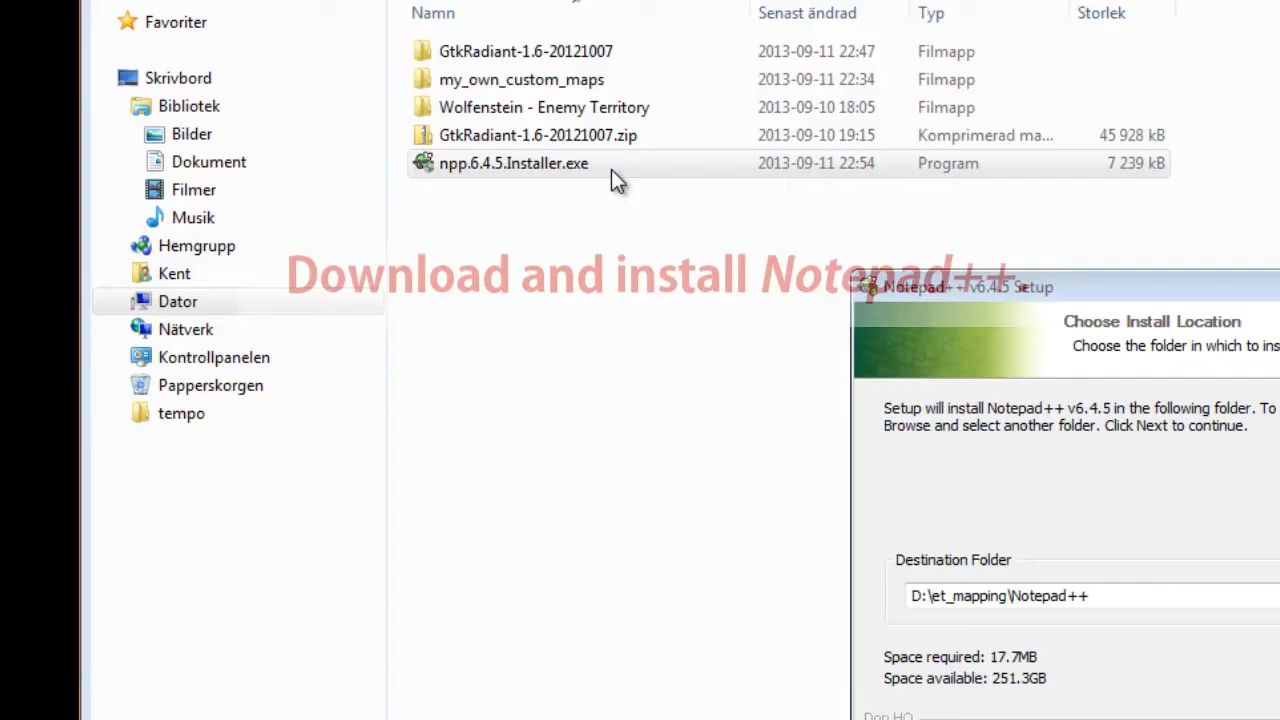 Favoriter
Skrivbord
Bibliotek
Bilder
Dokument
Filmer
Musik
Hemgrupp
Kent
Dator
Nätverk
Kontrollpanelen
Papperskorgen
tempo
Namn Senast ändrad Typ Storlek
GtkRadiant-1.6-20121007 2013-09-11 22:47 Filmapp
my_own_custom_maps 2013-09-11 22:34 Filmapp
Wolfenstein - Enemy Territory 2013-09-10 18:05 Filmapp
GtkRadiant-1.6-20121007.zip 2013-09-10 19:15 Komprimerad ma... 45 928 kB
npp.6.4.5.Installer.exe 2013-09-11 22:54 Program 7 239 kB
Download and install Notepad++
Notepad++ v6.4.5 Setup
Choose Install Location
Choose the folder in which to ins
Setup will install Notepad++ v6.4.5 in the following folder. To
Browse and select another folder. Click Next to continue.
Destination Folder
D:\et_mapping\Notepad++
Space required: 17.7MB
Space available: 251.3GB
Don HO